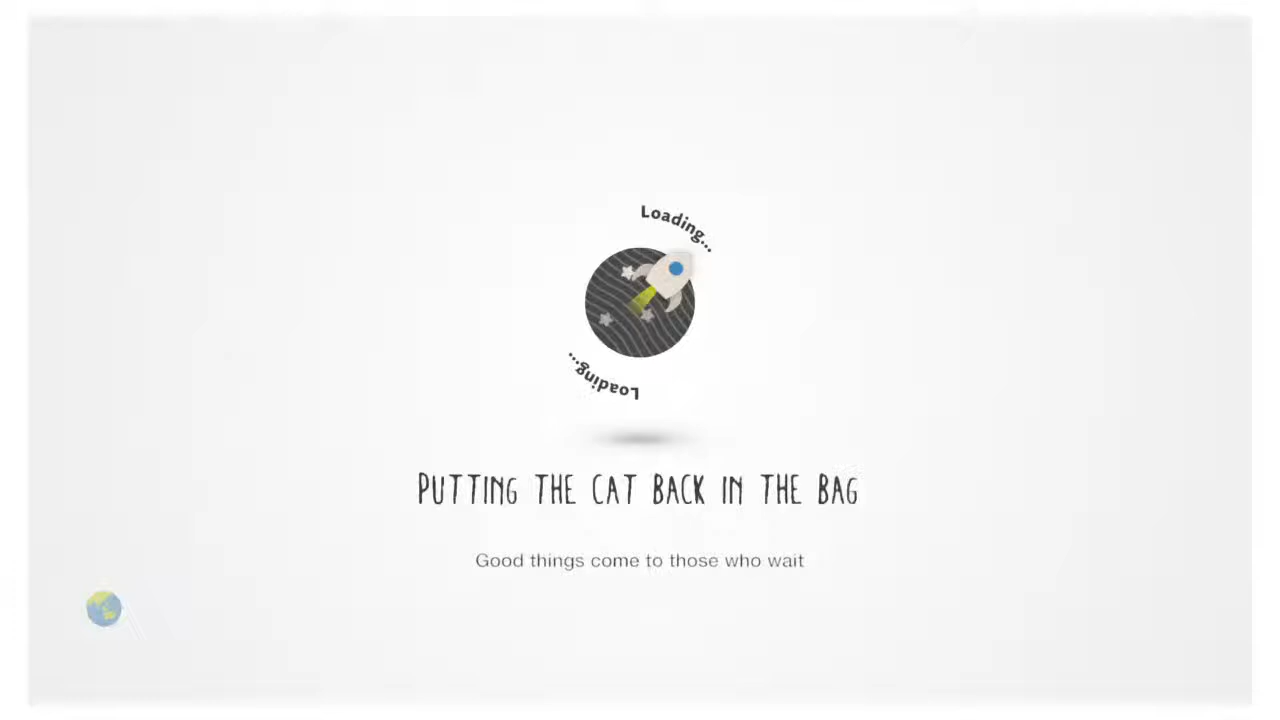 Loading...
Loading...
PUTTING THE CAT BACK IN THE BAG
Good things come to those who wait